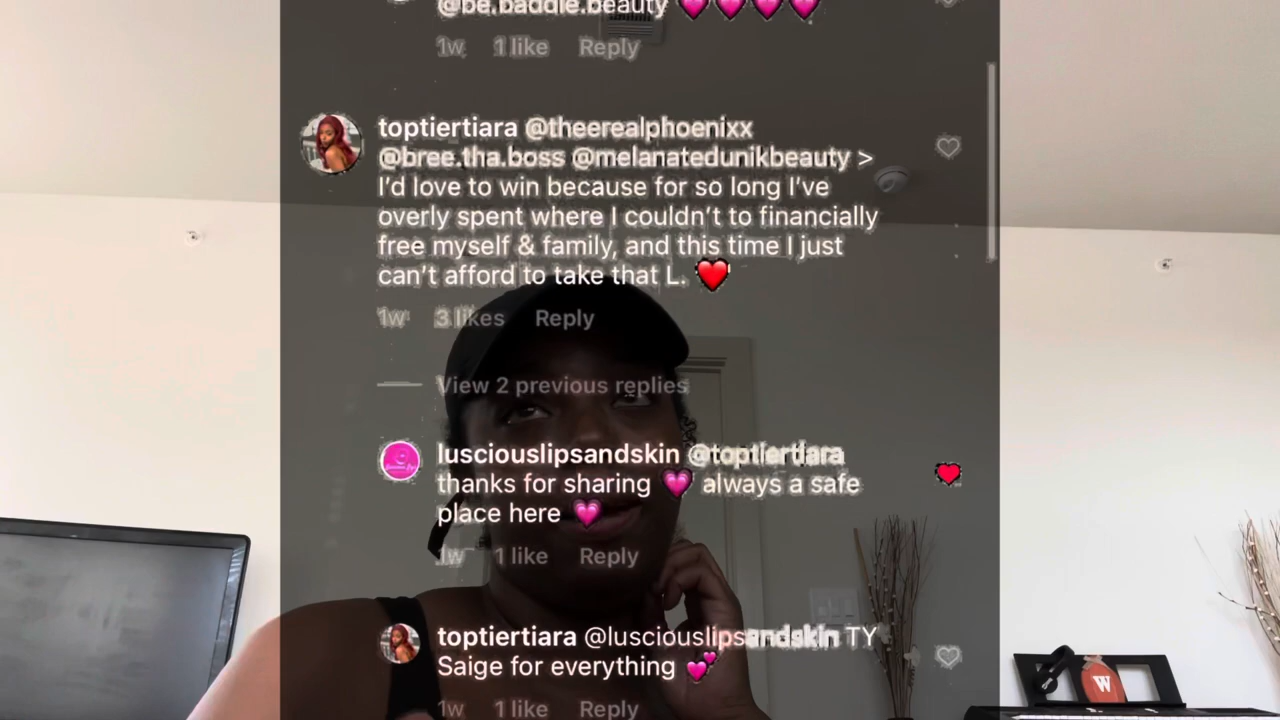 @be.baddie.beauty 💗💗💗💗
1w 1 like Reply
toptiertiara @theerealphoenixx
@bree.tha.boss @melanatedunikbeauty >
I'd love to win because for so long I've
overly spent where I couldn't to financially
free myself & family, and this time I just
can't afford to take that L. ❤️
1w 3 likes Reply
View 2 previous replies
lusciouslipsandskin @toptiertiara
thanks for sharing 💗 always a safe
place here 💗
1w 1 like Reply
toptiertiara @lusciouslipsandskin TY
Saige for everything 💕
1w 1 like Reply
W